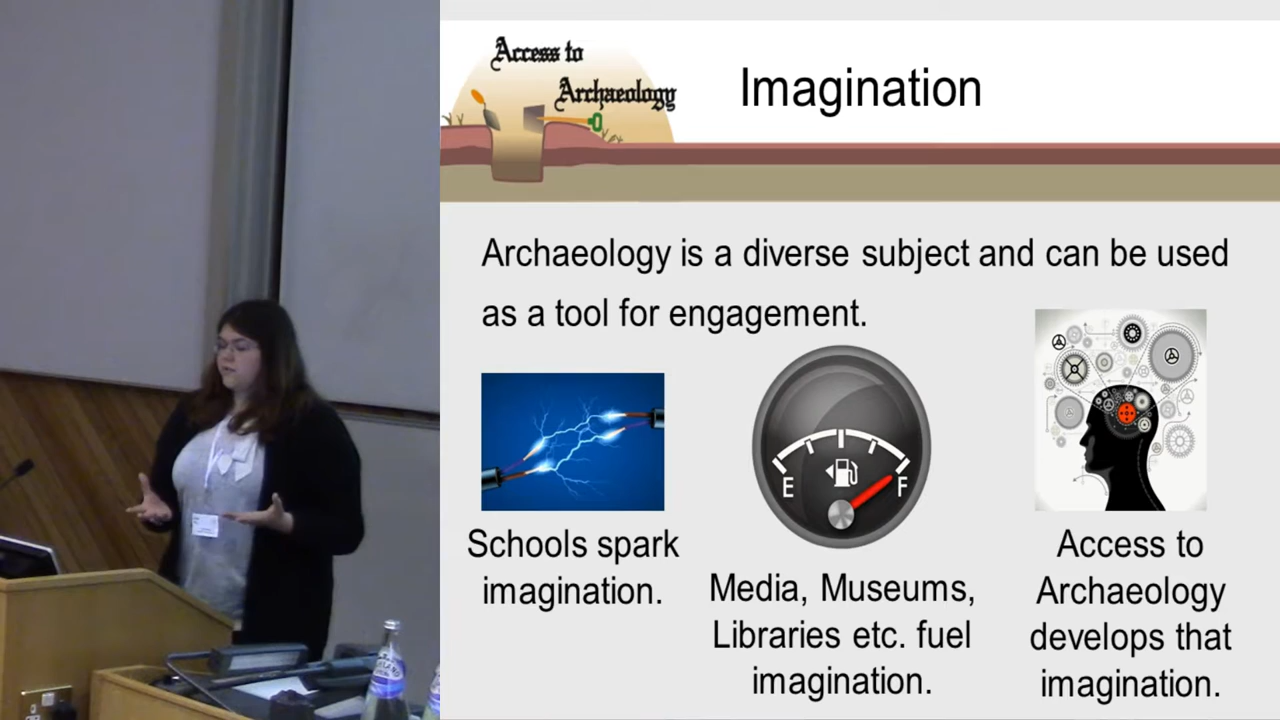 Access to
Archaeology
Imagination
Archaeology is a diverse subject and can be used
as a tool for engagement.
E
F
Schools spark
imagination.
Media, Museums,
Libraries etc. fuel
imagination.
Access to
Archaeology
develops that
imagination.